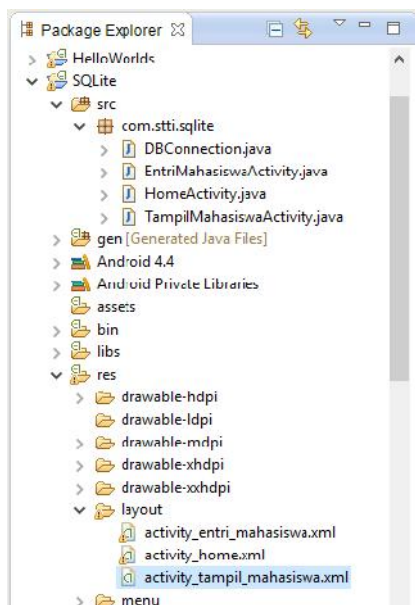 Package Explorer
HelloWorlds
SQLite
src
com.stti.sqlite
DBConnection.java
EntriMahasiswaActivity.java
HomeActivity.java
TampilMahasiswaActivity.java
gen [Generated Java Files]
Android 4.4
Android Private Libraries
assets
bin
libs
res
drawable-hdpi
drawable-ldpi
drawable-mdpi
drawable-xhdpi
drawable-xxhdpi
layout
activity_entri_mahasiswa.xml
activity_home.xml
activity_tampil_mahasiswa.xml
menu